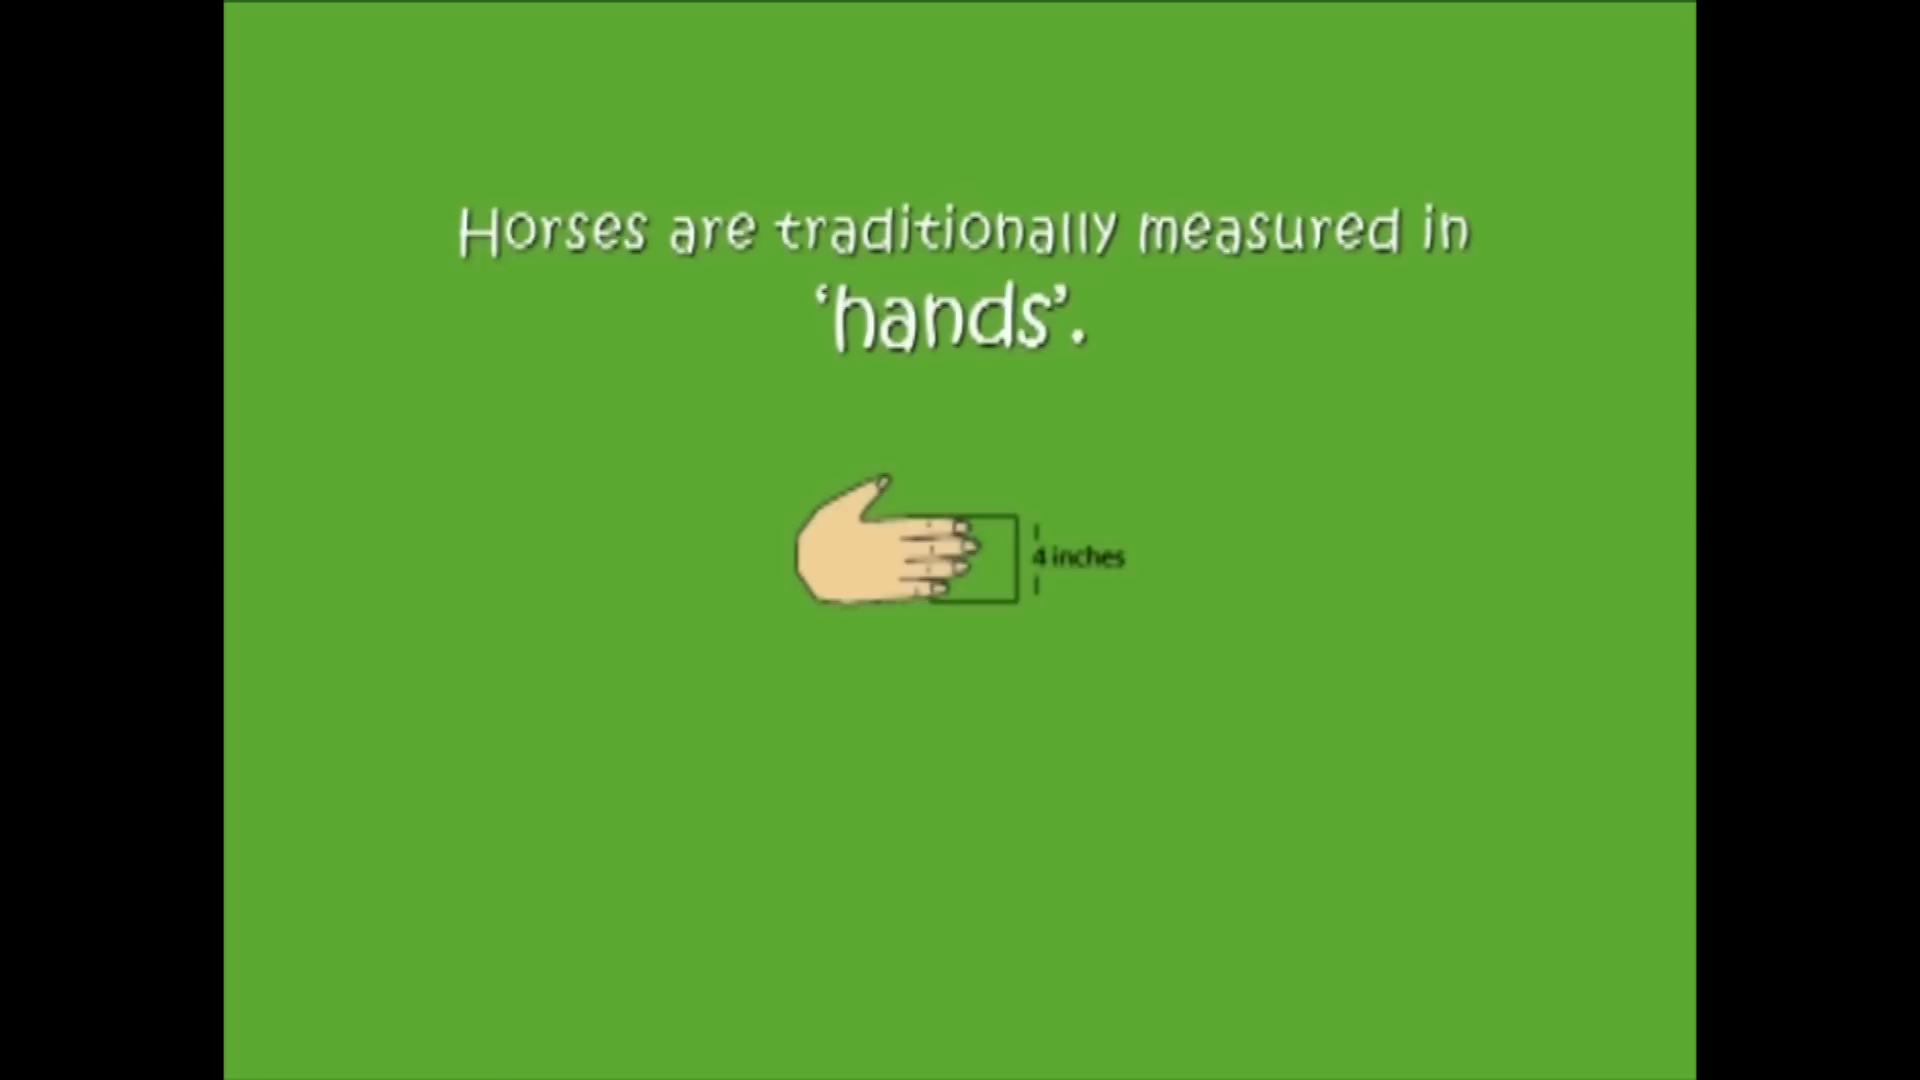 Horses are traditionally measured in
‘hands’.
4 inches